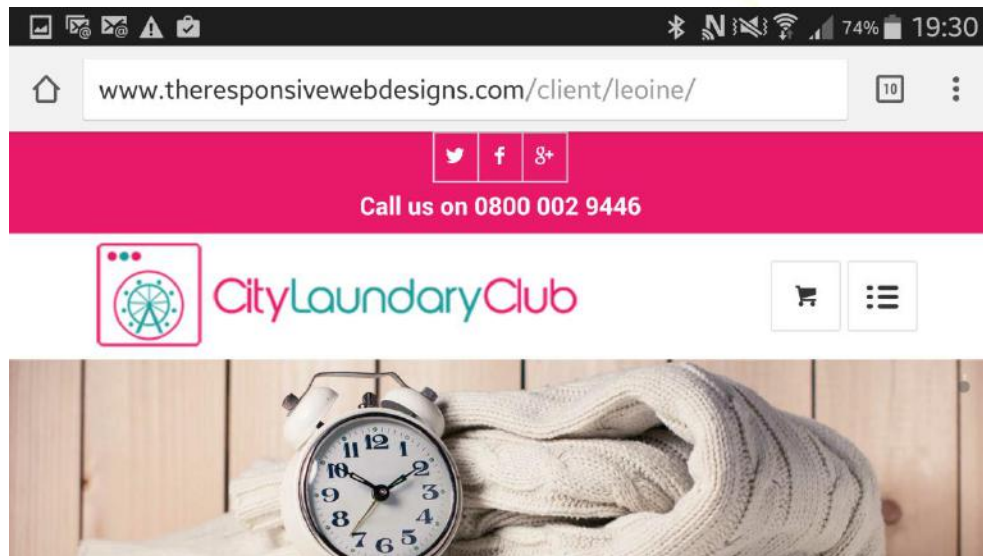 74% 19:30
www.theresponsivewebdesigns.com/client/leoine/ 10
8+
Call us on 0800 002 9446
CityLaundaryClub
11 12 1
10 2
9 3
8 4
7 6 5